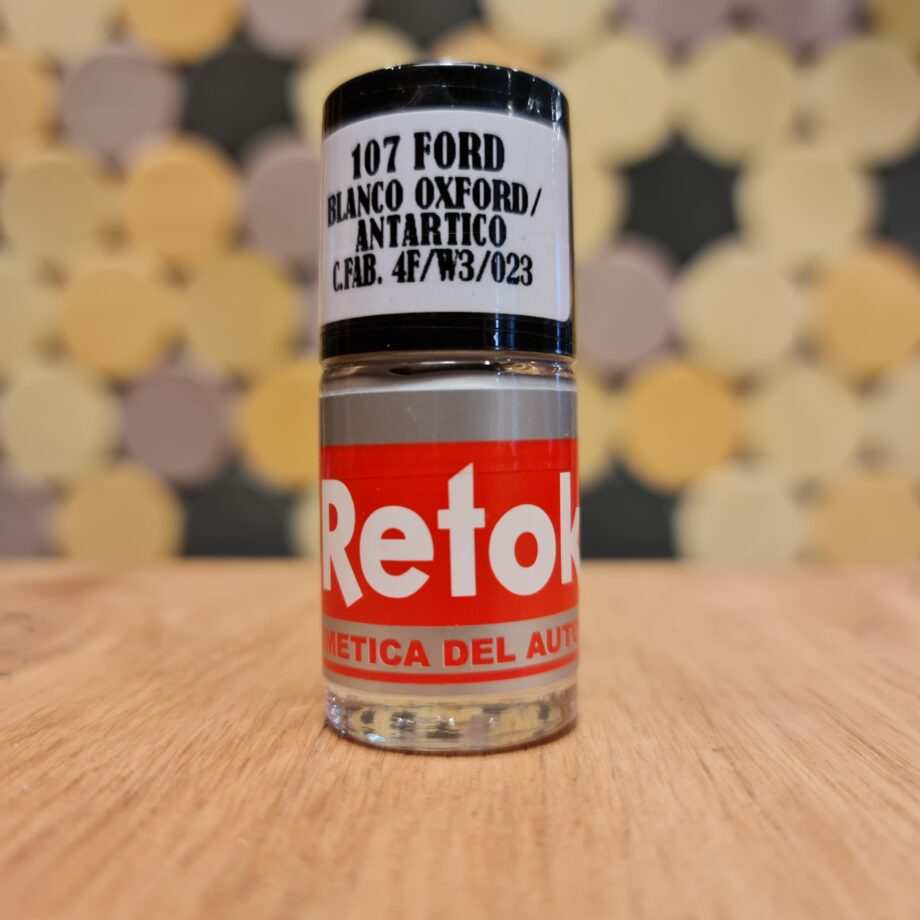 107 FORD
BLANCO OXFORD/
ANTARTICO
C.FAB. 4F/W3/023
Retok
METICA DEL AUTO